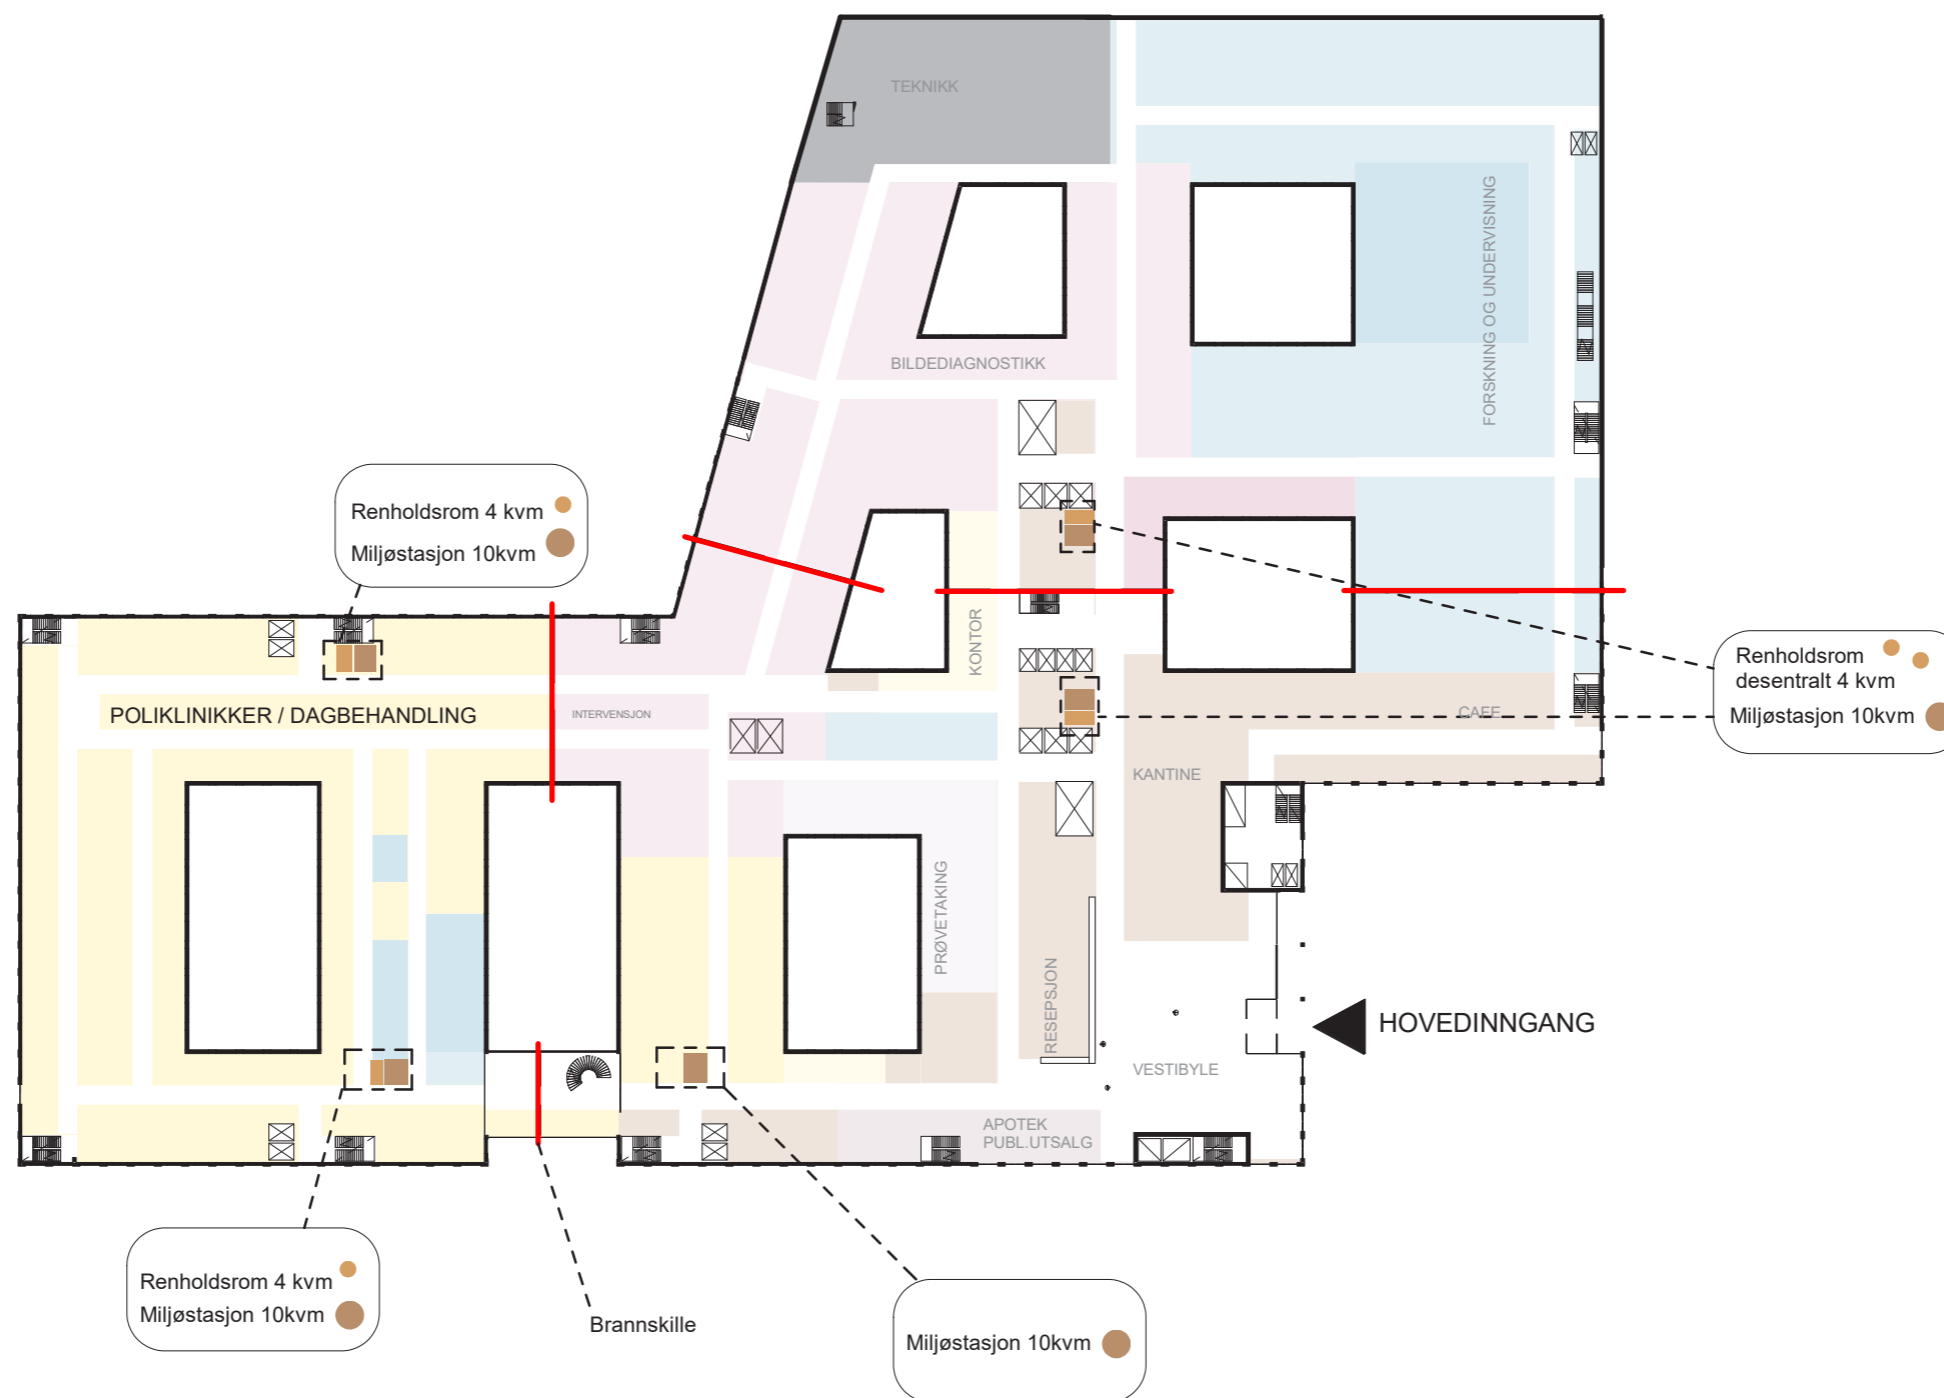 TEKNIKK
FORSKNING OG UNDERVISNING
BILDEDIAGNOSTIKK
Renholdsrom 4 kvm
Miljøstasjon 10kvm
KONTOR
Renholdsrom
desentralt 4 kvm
Miljøstasjon 10kvm
POLIKLINIKKER / DAGBEHANDLING
INTERVENSJON
CAFE
KANTINE
PRØVETAKING
RESEPSJON
HOVEDINNGANG
VESTIBYLE
APOTEK
PUBL.UTSALG
Renholdsrom 4 kvm
Miljøstasjon 10kvm
Brannskille
Miljøstasjon 10kvm